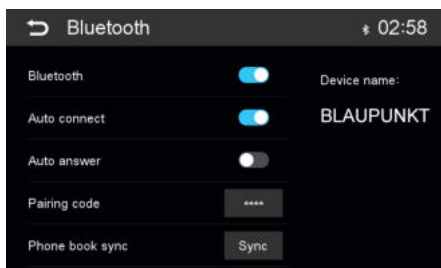 Bluetooth
02:58
Bluetooth
Device name:
Auto connect
BLAUPUNKT
Auto answer
Pairing code
****
Phone book sync
Sync